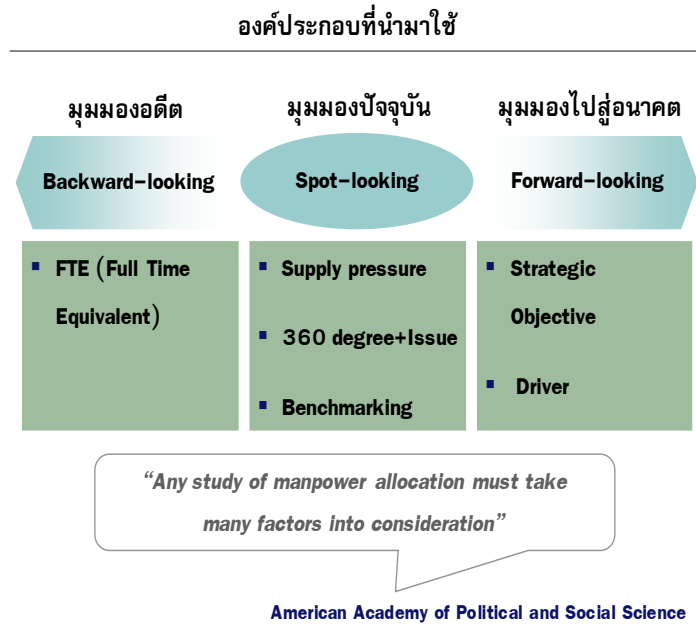 องค์ประกอบที่นำมาใช้
มุมมองอดีต
มุมมองปัจจุบัน
มุมมองไปสู่อนาคต
Backward-looking
Spot-looking
Forward-looking
▪ FTE (Full Time
Equivalent)
▪ Supply pressure
▪ 360 degree+Issue
▪ Benchmarking
▪ Strategic
Objective
▪ Driver
“Any study of manpower allocation must take
many factors into consideration”
American Academy of Political and Social Science